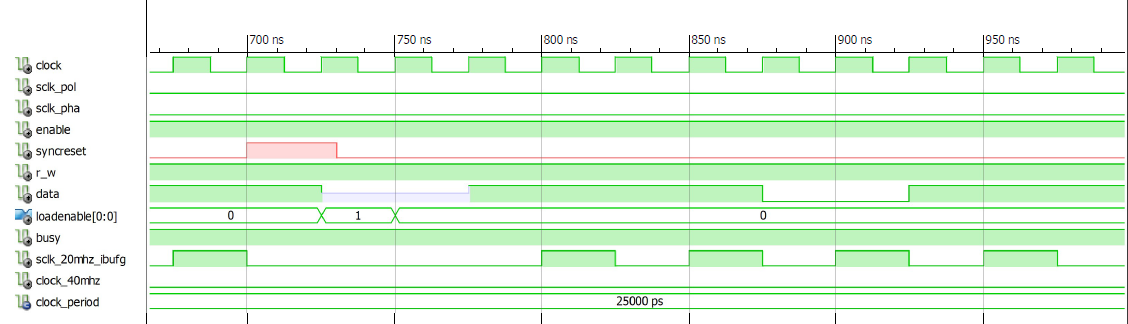 700 ns 750 ns 800 ns 850 ns 900 ns 950 ns
clock
sclk_pol
sclk_pha
enable
syncreset
r_w
data
loadenable[0:0] 0 1 0
busy
sclk_20mhz_ibufg
clock_40mhz
clock_period 25000 ps